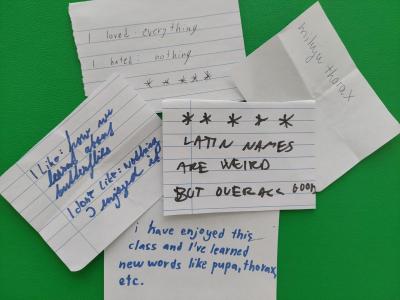 I loved: everything
I hated: nothing
* * * * *
thorax
I like: how we
learned about
butterflies
I don't like: nothing
I enjoyed it
* * * * *
LATIN NAMES
ARE WEIRD
BUT OVERALL GOOD
i have enjoyed this
class and I've learned
new words like pupa, thorax,
etc.